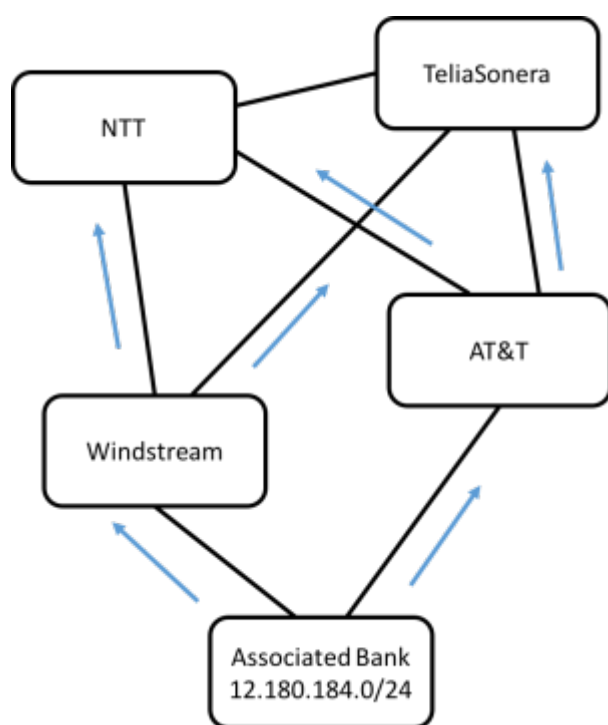 TeliaSonera
NTT
AT&T
Windstream
Associated Bank
12.180.184.0/24